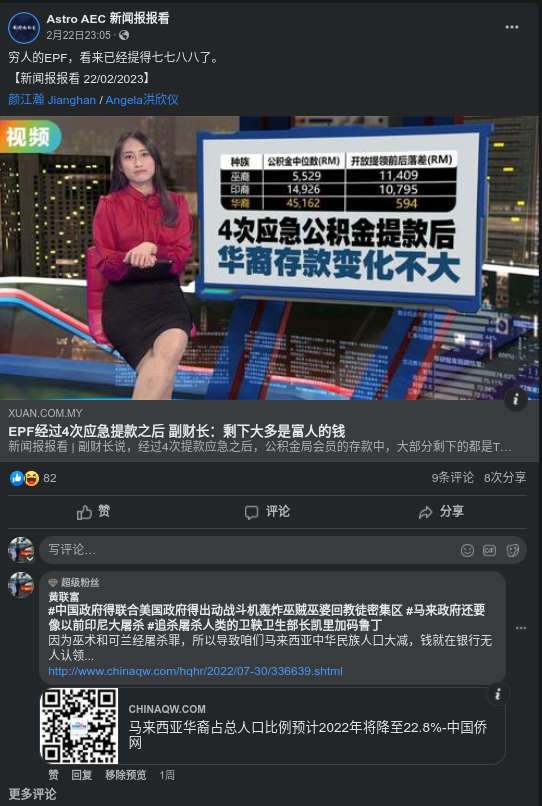 Astro AEC 新闻报报看
2月22日23:05
穷人的EPF，看来已经提得七七八八了。
【新闻报报看 22/02/2023】
颜江瀚 Jianghan / Angela洪欣仪
视频
种族 公积金中位数(RM) 开放提领前后落差(RM)
巫裔 5,529 11,409
印裔 14,926 10,795
华裔 45,162 594
4次应急公积金提款后
华裔存款变化不大
XUAN.COM.MY
EPF经过4次应急提款之后 副财长：剩下大多是富人的钱
新闻报报看 | 副财长说，经过4次提款应急之后，公积金局会员的存款中，大部分剩下的都是T…
82
9条评论 8次分享
赞 评论 分享
写评论…
GIF
超级粉丝
黄联富
#中国政府得联合美国政府得出动战斗机轰炸巫贼巫婆回教徒密集区 #马来政府还要
像以前印尼大屠杀 #追杀屠杀人类的卫鞅卫生部长凯里加码鲁丁
因为巫术和可兰经屠杀罪，所以导致咱们马来西亚中华民族人口大减，钱就在银行无
人认领...
http://www.chinaqw.com/hqhr/2022/07-30/336639.shtml
CHINAQW.COM
马来西亚华裔占总人口比例预计2022年将降至22.8%-中国侨
网
赞 回复 移除预览 1周
更多评论